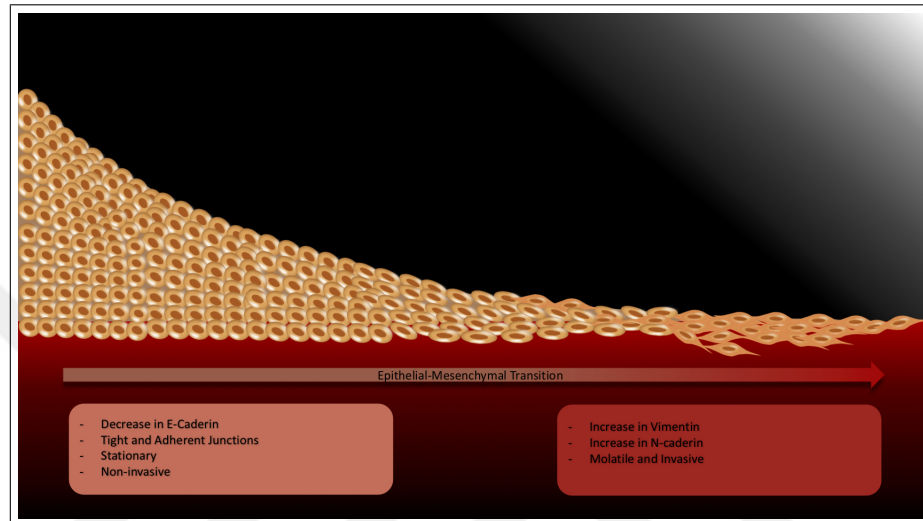 Epithelial-Mesenchymal Transition
- Decrease in E-Caderin
- Tight and Adherent Junctions
- Stationary
- Non-invasive
- Increase in Vimentin
- Increase in N-caderin
- Molatile and Invasive